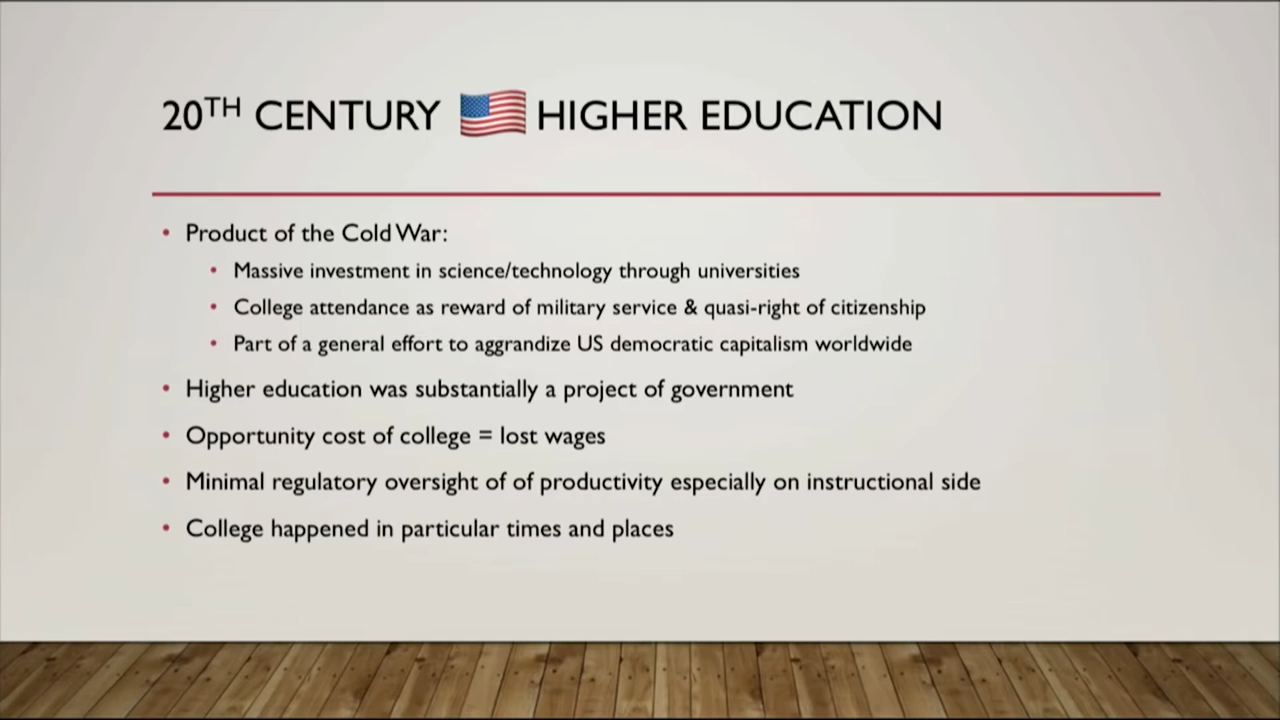 20TH CENTURY 🇺🇸 HIGHER EDUCATION
• Product of the Cold War:
• Massive investment in science/technology through universities
• College attendance as reward of military service & quasi-right of citizenship
• Part of a general effort to aggrandize US democratic capitalism worldwide
• Higher education was substantially a project of government
• Opportunity cost of college = lost wages
• Minimal regulatory oversight of of productivity especially on instructional side
• College happened in particular times and places